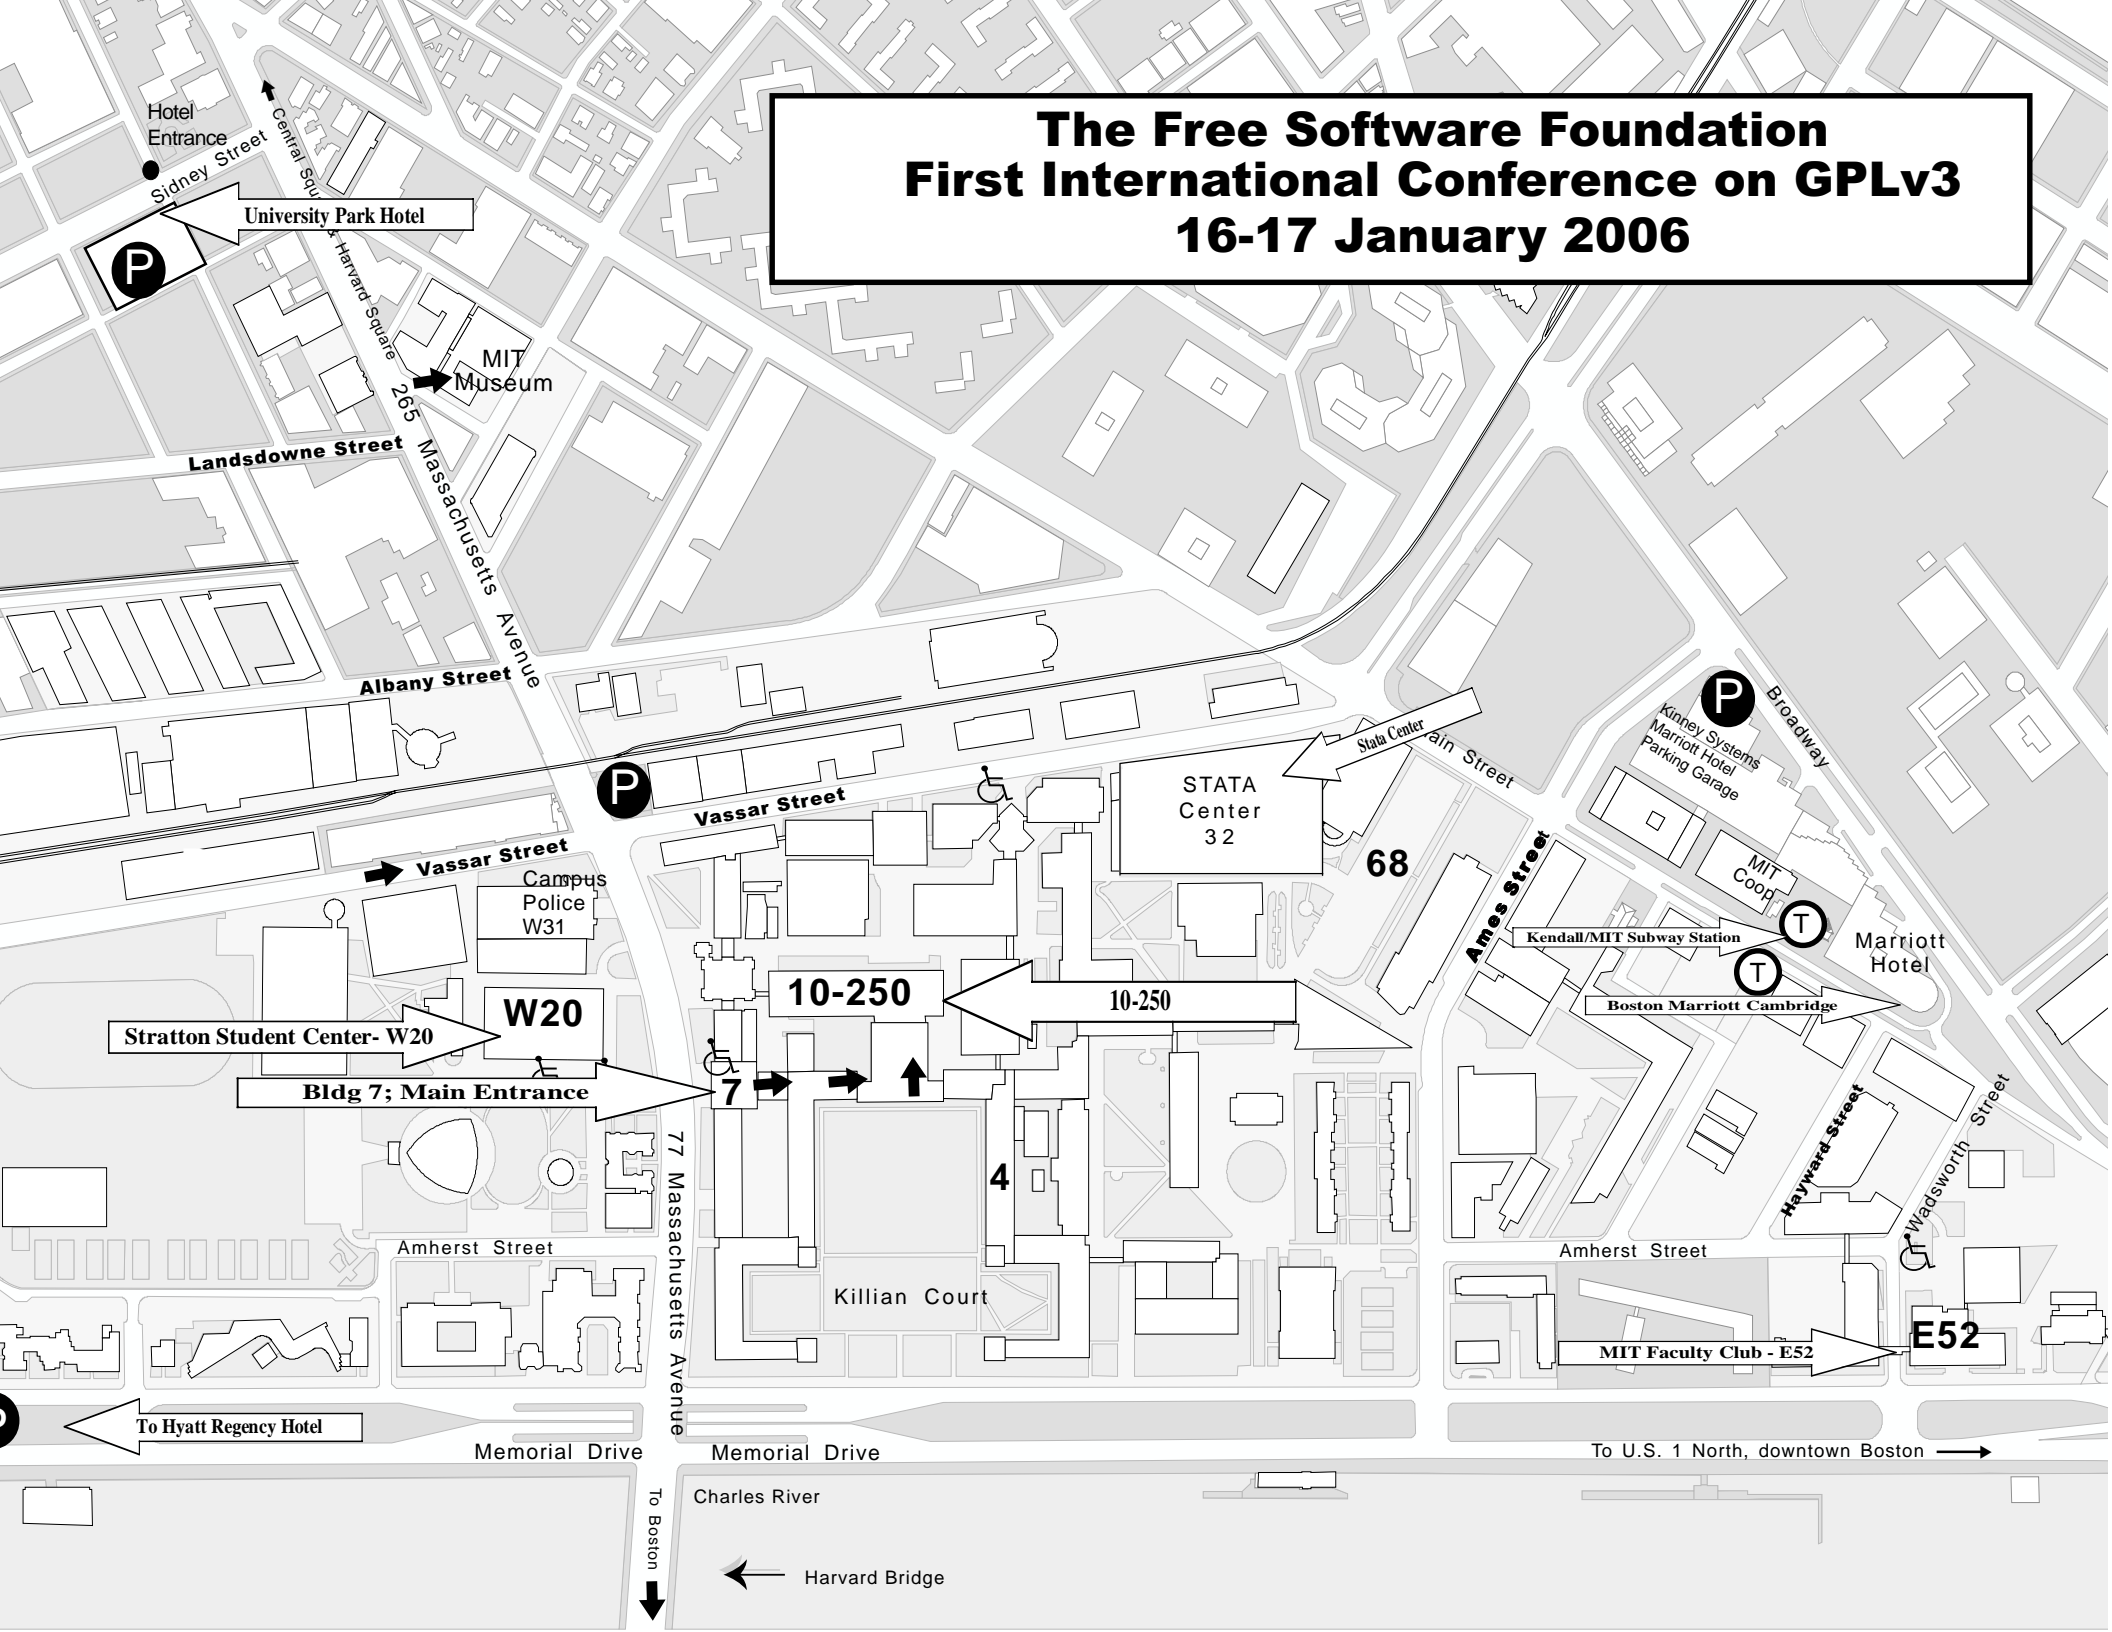 The Free Software Foundation
First International Conference on GPLv3
16-17 January 2006
Hotel
Entrance
Sidney Street
Central Squ
& Harvard Square
University Park Hotel
P
MIT
Museum
265 Massachusetts Avenue
Landsdowne Street
Albany Street
P
Vassar Street
Vassar Street
Campus
Police
W31
STATA
Center
32
Stata Center
ain Street
68
P
Kinney Systems
Marriott Hotel
Parking Garage
Broadway
MIT
Coop
Ames Street
T
Kendall/MIT Subway Station
Marriott
Hotel
T
Boston Marriott Cambridge
10-250
10-250
W20
Stratton Student Center- W20
Bldg 7; Main Entrance
7
4
77 Massachusetts Avenue
Hayward Street
Wadsworth Street
Amherst Street
Amherst Street
Killian Court
E52
MIT Faculty Club - E52
P
To Hyatt Regency Hotel
Memorial Drive
Memorial Drive
To U.S. 1 North, downtown Boston
To Boston
Charles River
Harvard Bridge